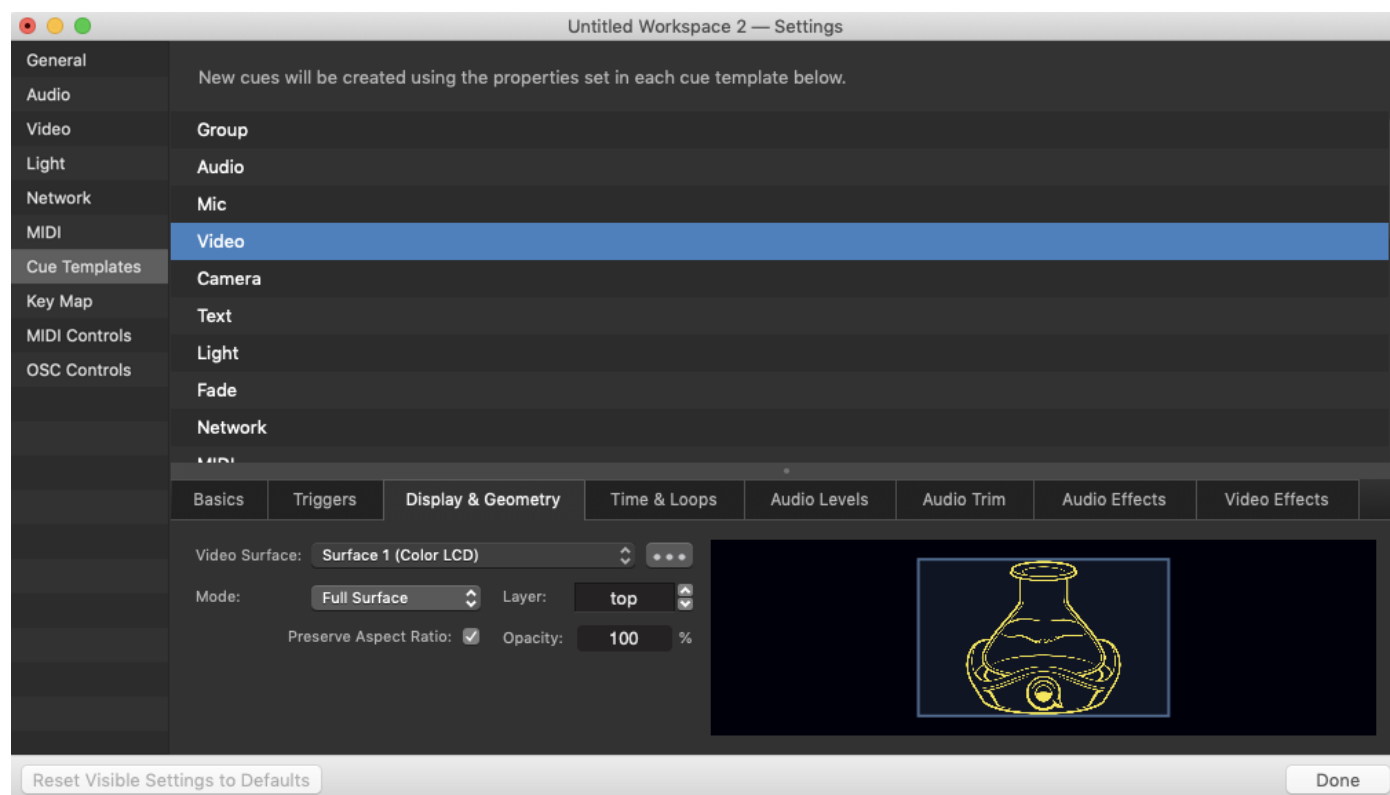 Untitled Workspace 2 — Settings
General
Audio
Video
Light
Network
MIDI
Cue Templates
Key Map
MIDI Controls
OSC Controls
New cues will be created using the properties set in each cue template below.
Group
Audio
Mic
Video
Camera
Text
Light
Fade
Network
MIDI
Basics Triggers Display & Geometry Time & Loops Audio Levels Audio Trim Audio Effects Video Effects
Video Surface: Surface 1 (Color LCD)
Mode: Full Surface Layer: top
Preserve Aspect Ratio: Opacity: 100 %
Reset Visible Settings to Defaults Done